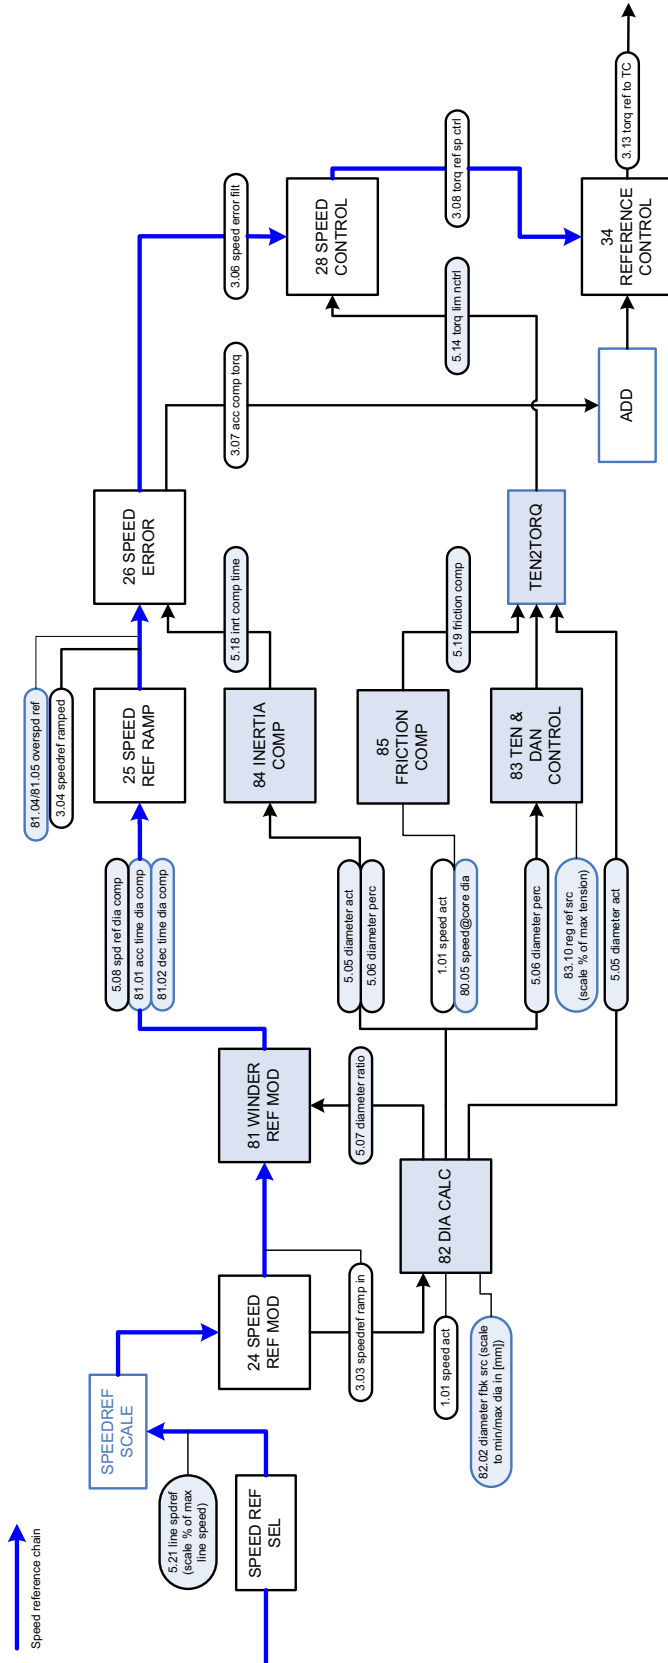 Speed reference chain
SPEED REF
SEL
5.21 line spdref
(scale % of max
line speed)
SPEEDREF
SCALE
24 SPEED
REF MOD
3.03 speedref ramp in
1.01 speed act
82.02 diameter fbk src (scale
to min/max dia in [mm])
82 DIA CALC
5.07 diameter ratio
81 WINDER
REF MOD
5.08 spd ref dia comp
81.01 acc time dia comp
81.02 dec time dia comp
5.05 diameter act
5.06 diameter perc
1.01 speed act
80.05 speed@core dia
5.06 diameter perc
83.10 reg ref src
(scale % of max tension)
5.05 diameter act
25 SPEED
REF RAMP
84 INERTIA
COMP
85
FRICTION
COMP
83 TEN &
DAN
CONTROL
81.04/81.05 overspd ref
3.04 speedref ramped
5.18 inrt comp time
5.19 friction comp
26 SPEED
ERROR
TEN2TORQ
3.07 acc comp torq
ADD
3.06 speed error filt
5.14 torq lim nctrl
28 SPEED
CONTROL
3.08 torq ref sp ctrl
34
REFERENCE
CONTROL
3.13 torq ref to TC